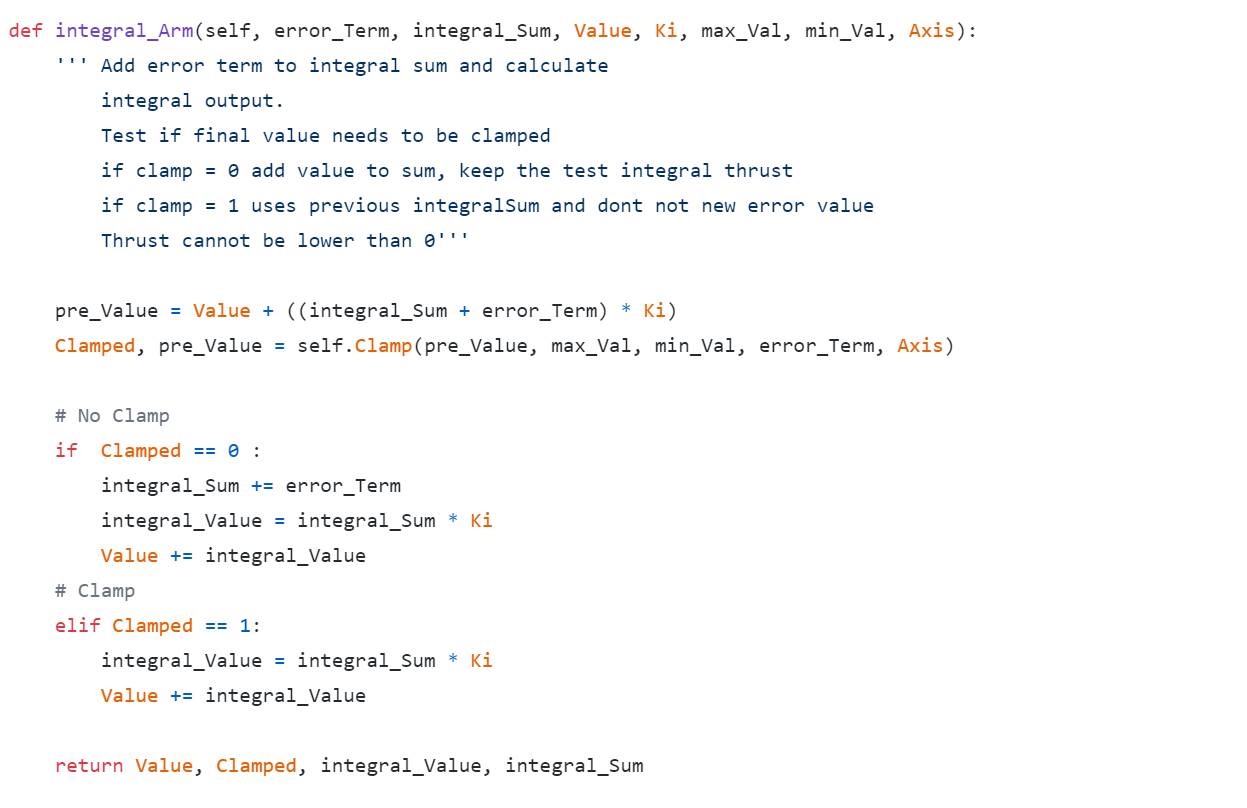 def integral_Arm(self, error_Term, integral_Sum, Value, Ki, max_Val, min_Val, Axis):
    ''' Add error term to integral sum and calculate
        integral output.
        Test if final value needs to be clamped
        if clamp = 0 add value to sum, keep the test integral thrust
        if clamp = 1 uses previous integralSum and dont not new error value
        Thrust cannot be lower than 0'''

    pre_Value = Value + ((integral_Sum + error_Term) * Ki)
    Clamped, pre_Value = self.Clamp(pre_Value, max_Val, min_Val, error_Term, Axis)

    # No Clamp
    if  Clamped == 0 :
        integral_Sum += error_Term
        integral_Value = integral_Sum * Ki
        Value += integral_Value
    # Clamp
    elif Clamped == 1:
        integral_Value = integral_Sum * Ki
        Value += integral_Value

    return Value, Clamped, integral_Value, integral_Sum